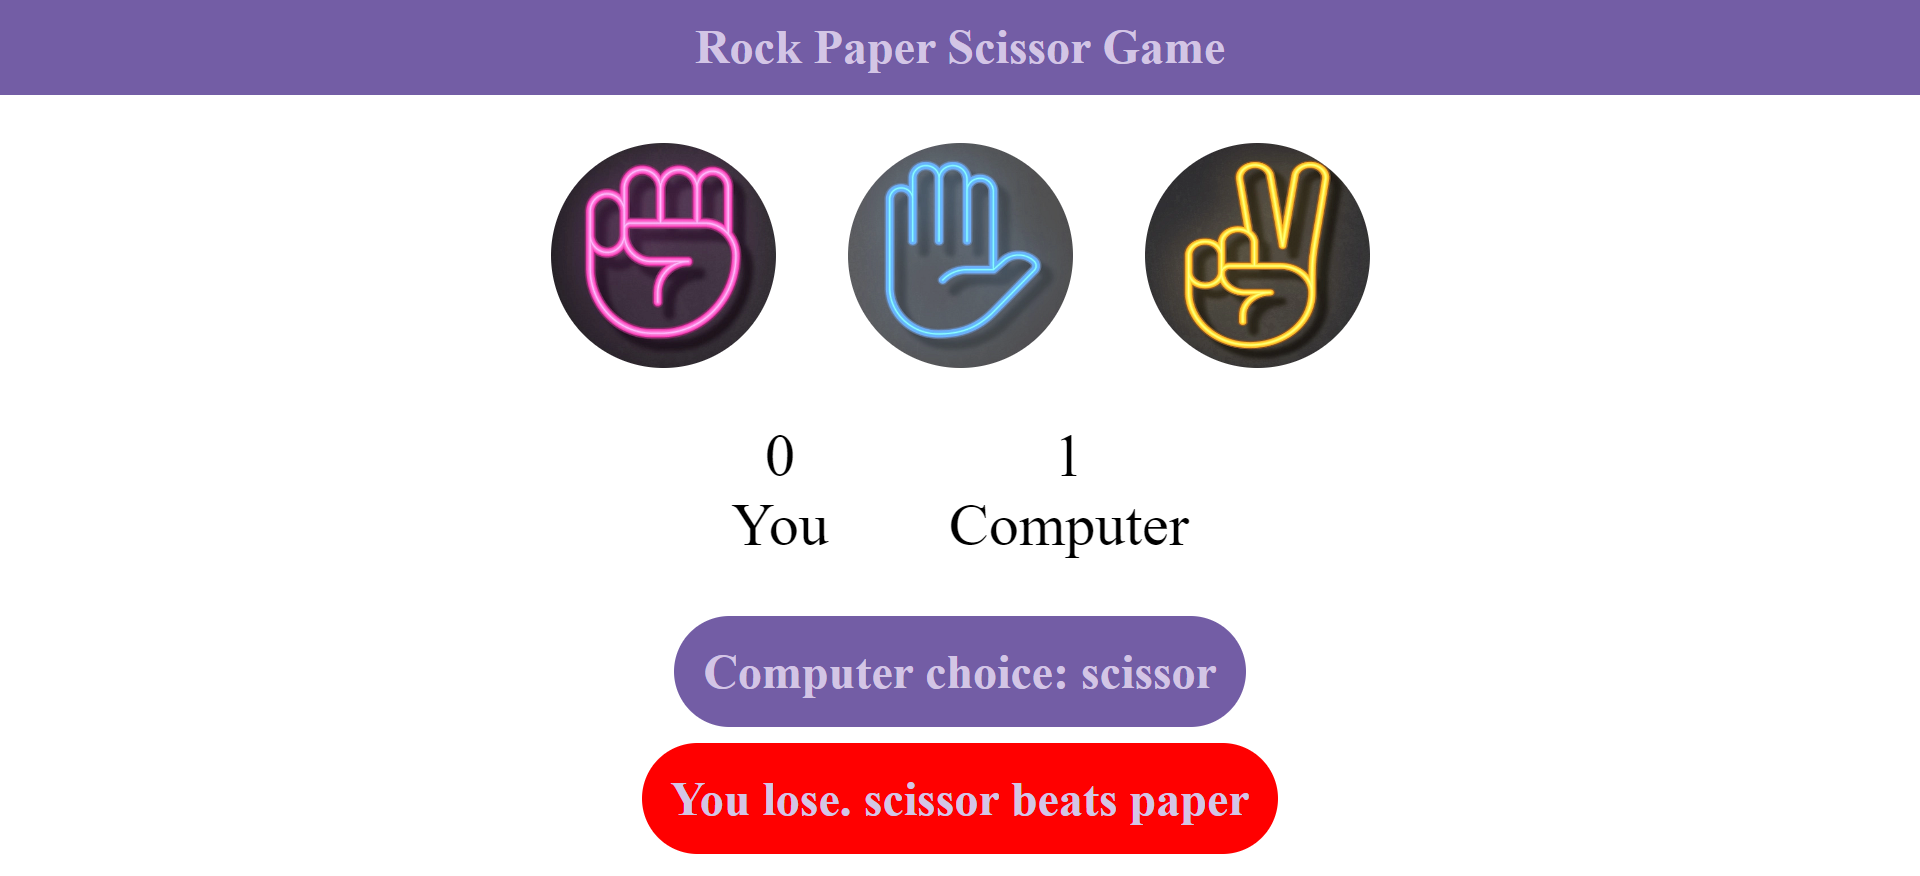 Rock Paper Scissor Game
0 1
You Computer
Computer choice: scissor
You lose. scissor beats paper